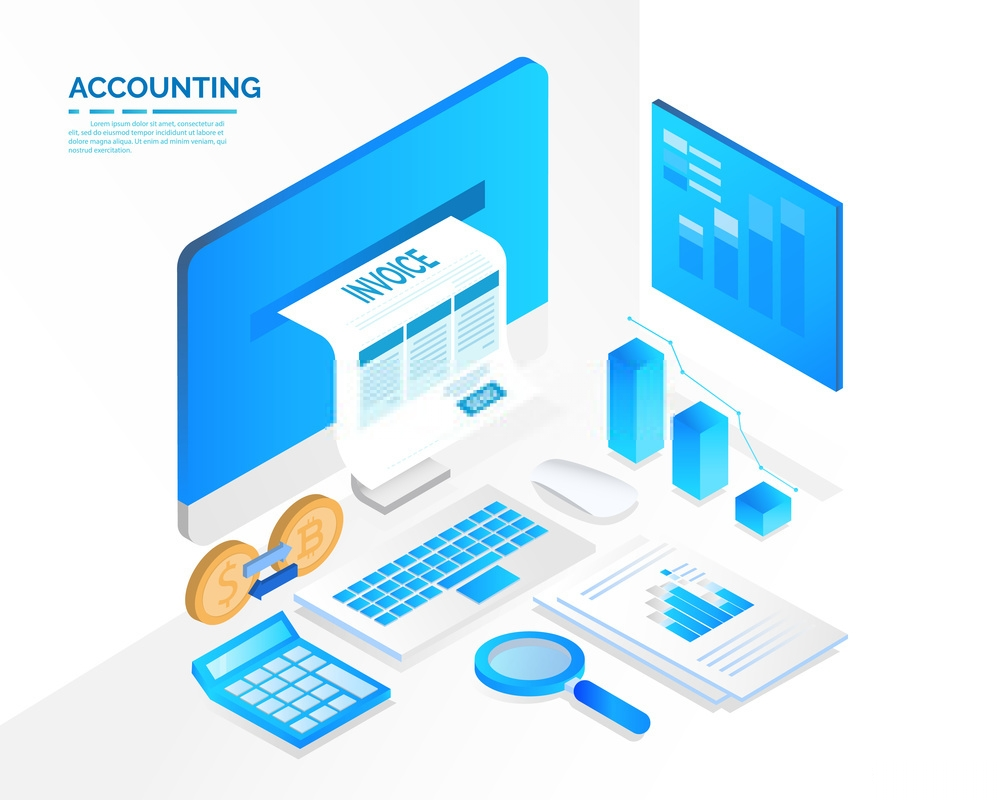 ACCOUNTING
Lorem ipsum dolor sit amet, consectetur adi
elit, sed do eiusmod tempor incididunt ut labore et
dolore magna aliqua. Ut enim ad minim veniam, qui
nostrud exercitation.
INVOICE
$
B